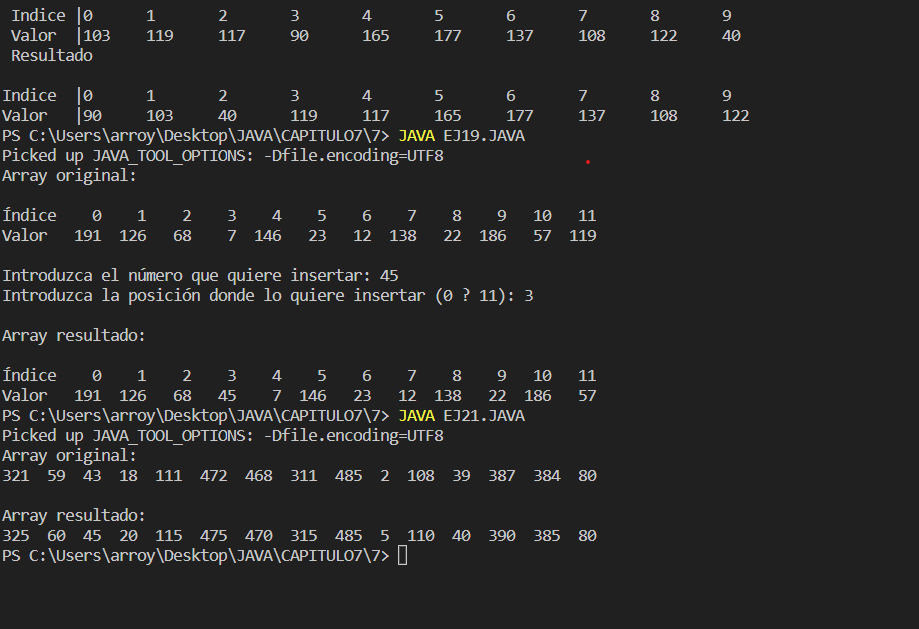 Indice |0 1 2 3 4 5 6 7 8 9
Valor |103 119 117 90 165 177 137 108 122 40
Resultado
Indice |0 1 2 3 4 5 6 7 8 9
Valor |90 103 40 119 117 165 177 137 108 122
PS C:\Users\arroy\Desktop\JAVA\CAPITULO7\7> JAVA EJ19.JAVA
Picked up JAVA_TOOL_OPTIONS: -Dfile.encoding=UTF8
Array original:
Índice 0 1 2 3 4 5 6 7 8 9 10 11
Valor 191 126 68 7 146 23 12 138 22 186 57 119
Introduzca el número que quiere insertar: 45
Introduzca la posición donde lo quiere insertar (0 ? 11): 3
Array resultado:
Índice 0 1 2 3 4 5 6 7 8 9 10 11
Valor 191 126 68 45 7 146 23 12 138 22 186 57
PS C:\Users\arroy\Desktop\JAVA\CAPITULO7\7> JAVA EJ21.JAVA
Picked up JAVA_TOOL_OPTIONS: -Dfile.encoding=UTF8
Array original:
321 59 43 18 111 472 468 311 485 2 108 39 387 384 80
Array resultado:
325 60 45 20 115 475 470 315 485 5 110 40 390 385 80
PS C:\Users\arroy\Desktop\JAVA\CAPITULO7\7>